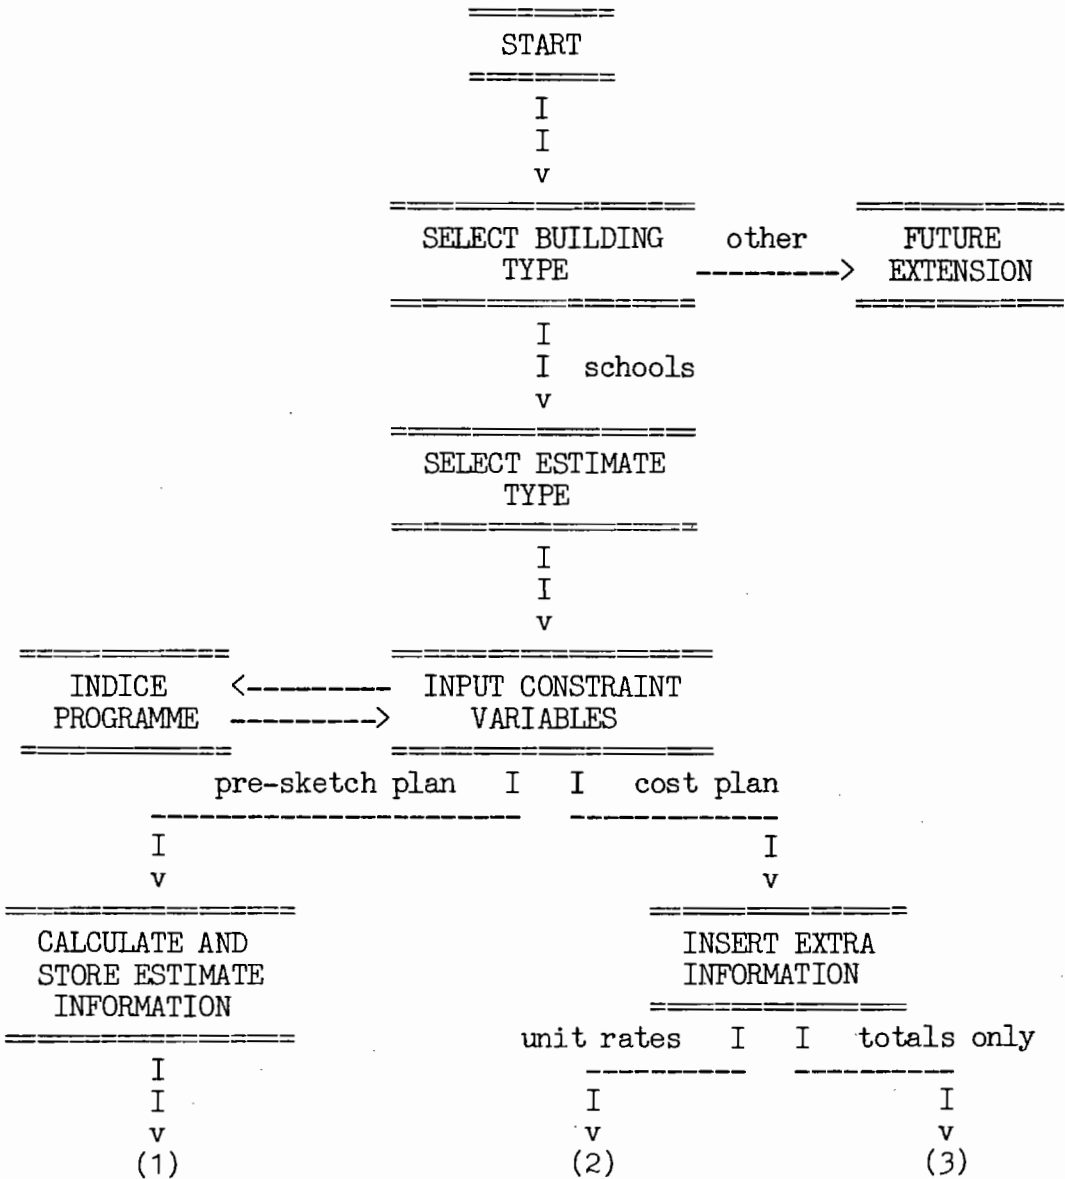 START
SELECT BUILDING
TYPE
other
FUTURE
EXTENSION
schools
SELECT ESTIMATE
TYPE
INDICE
PROGRAMME
INPUT CONSTRAINT
VARIABLES
pre-sketch plan
cost plan
CALCULATE AND
STORE ESTIMATE
INFORMATION
INSERT EXTRA
INFORMATION
unit rates
totals only
(1)
(2)
(3)